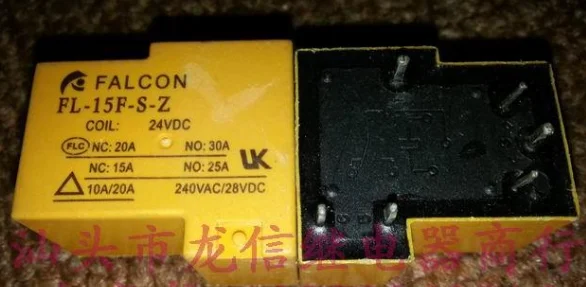 FALCON
FL-15F-S-Z
COIL: 24VDC
FLC NC: 20A NO: 30A
NC: 15A NO: 25A
10A/20A 240VAC/28VDC
汕头市龙信继电器商行